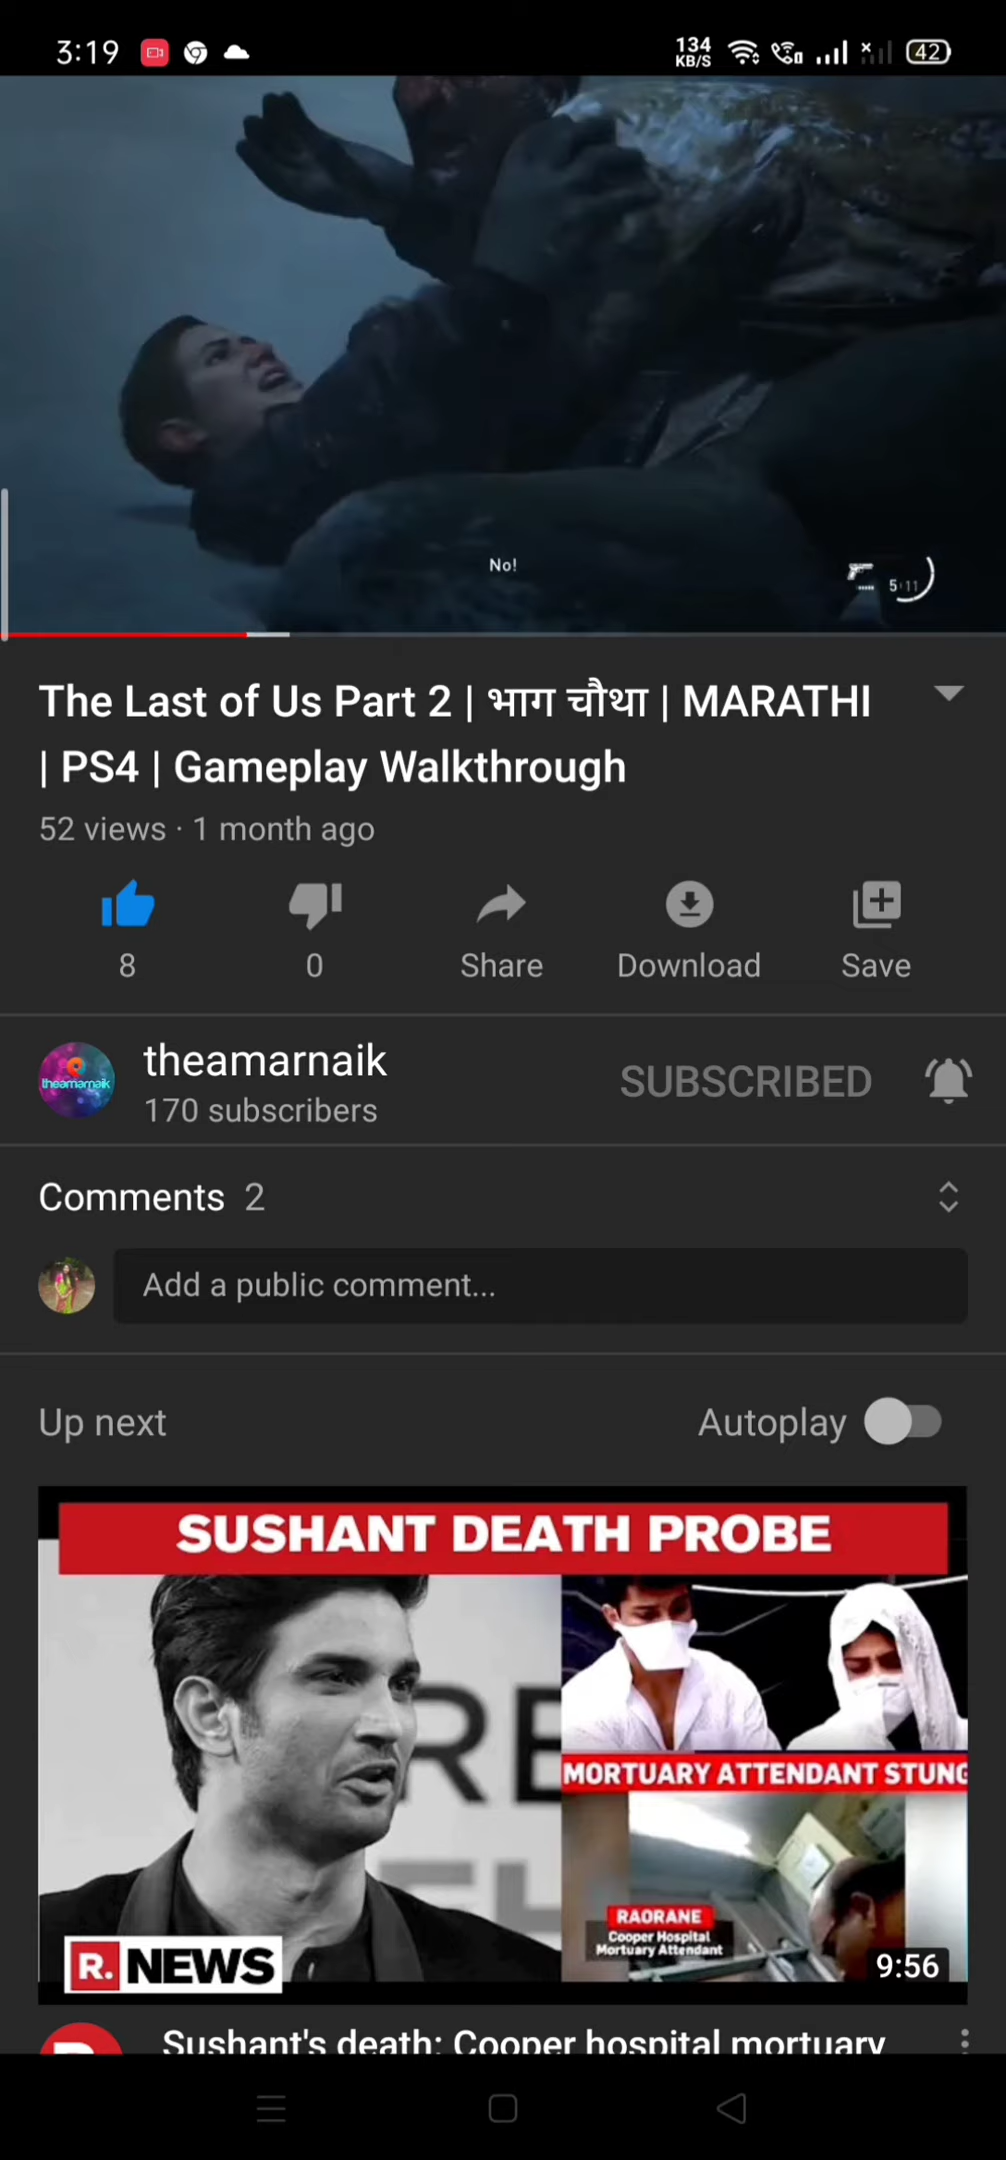 3:19
134
KB/S
42
No!
5 11
The Last of Us Part 2 | भाग चौथा | MARATHI
| PS4 | Gameplay Walkthrough
52 views · 1 month ago
8
0
Share
Download
Save
theamarnaik
theamarnaik
170 subscribers
SUBSCRIBED
Comments 2
Add a public comment...
Up next
Autoplay
SUSHANT DEATH PROBE
MORTUARY ATTENDANT STUNG
RAORANE
Cooper Hospital
Mortuary Attendant
R. NEWS
9:56
Sushant's death: Cooper hospital mortuary